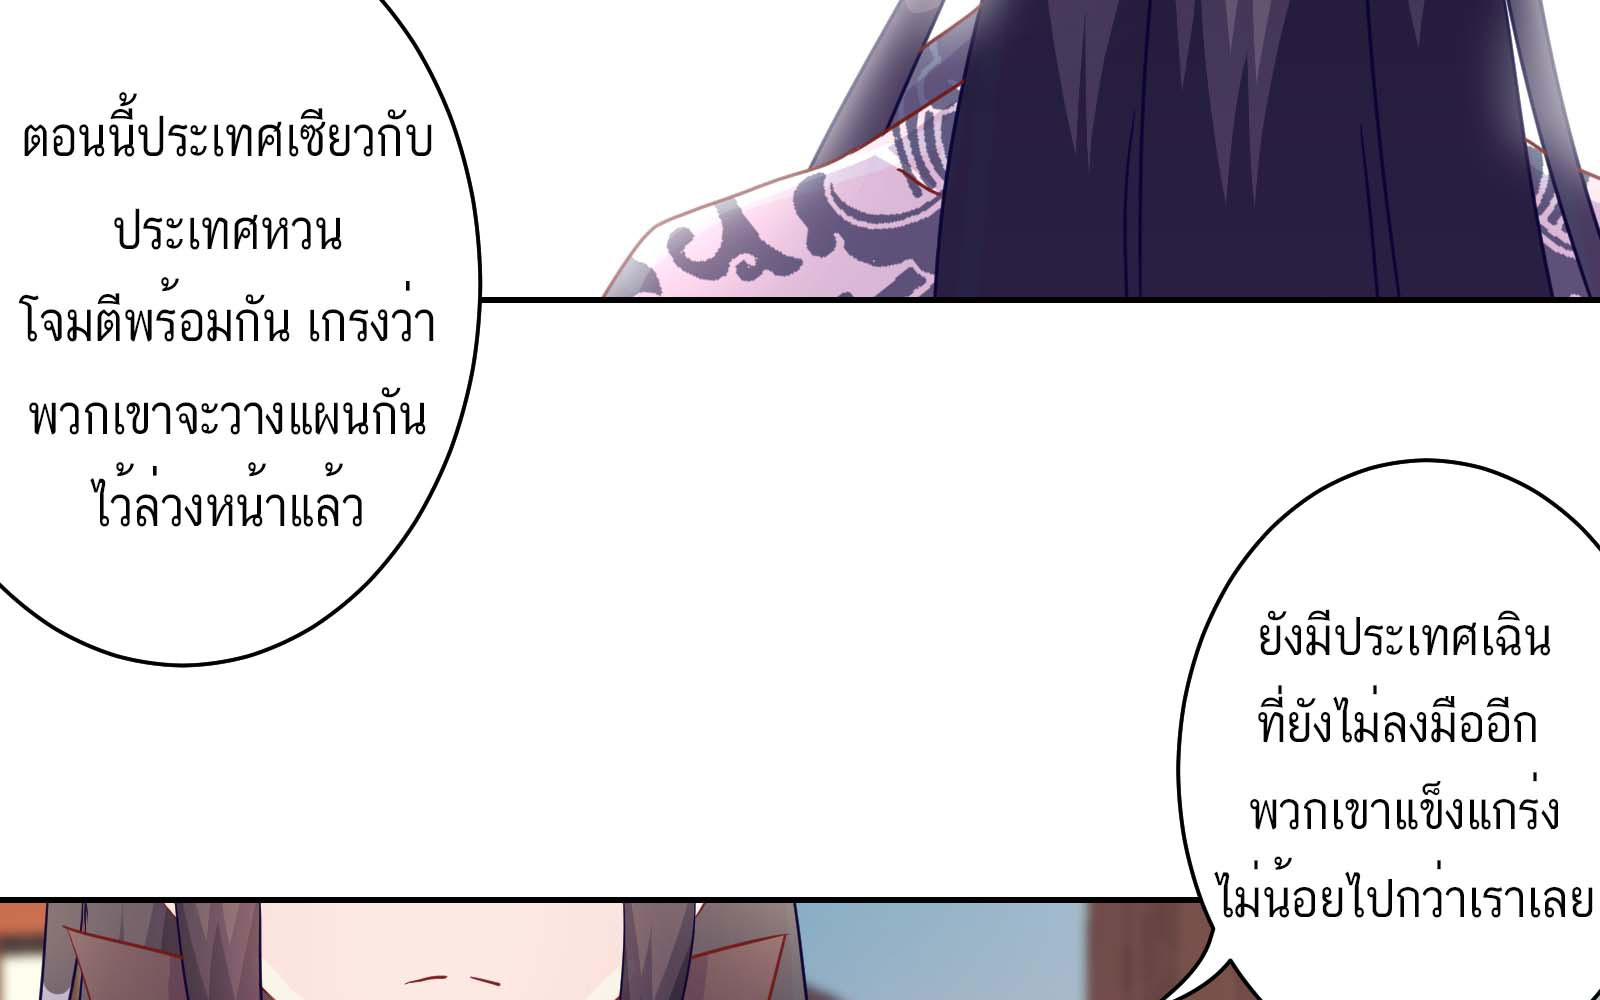 ตอนนี้ประเทศเซียวกับ
ประเทศหวน
โจมตีพร้อมกัน เกรงว่า
พวกเขาจะวางแผนกัน
ไว้ล่วงหน้าแล้ว
ยังมีประเทศเฉิน
ที่ยังไม่ลงมืออีก
พวกเขาแข็งแกร่ง
ไม่น้อยไปกว่าเราเลย